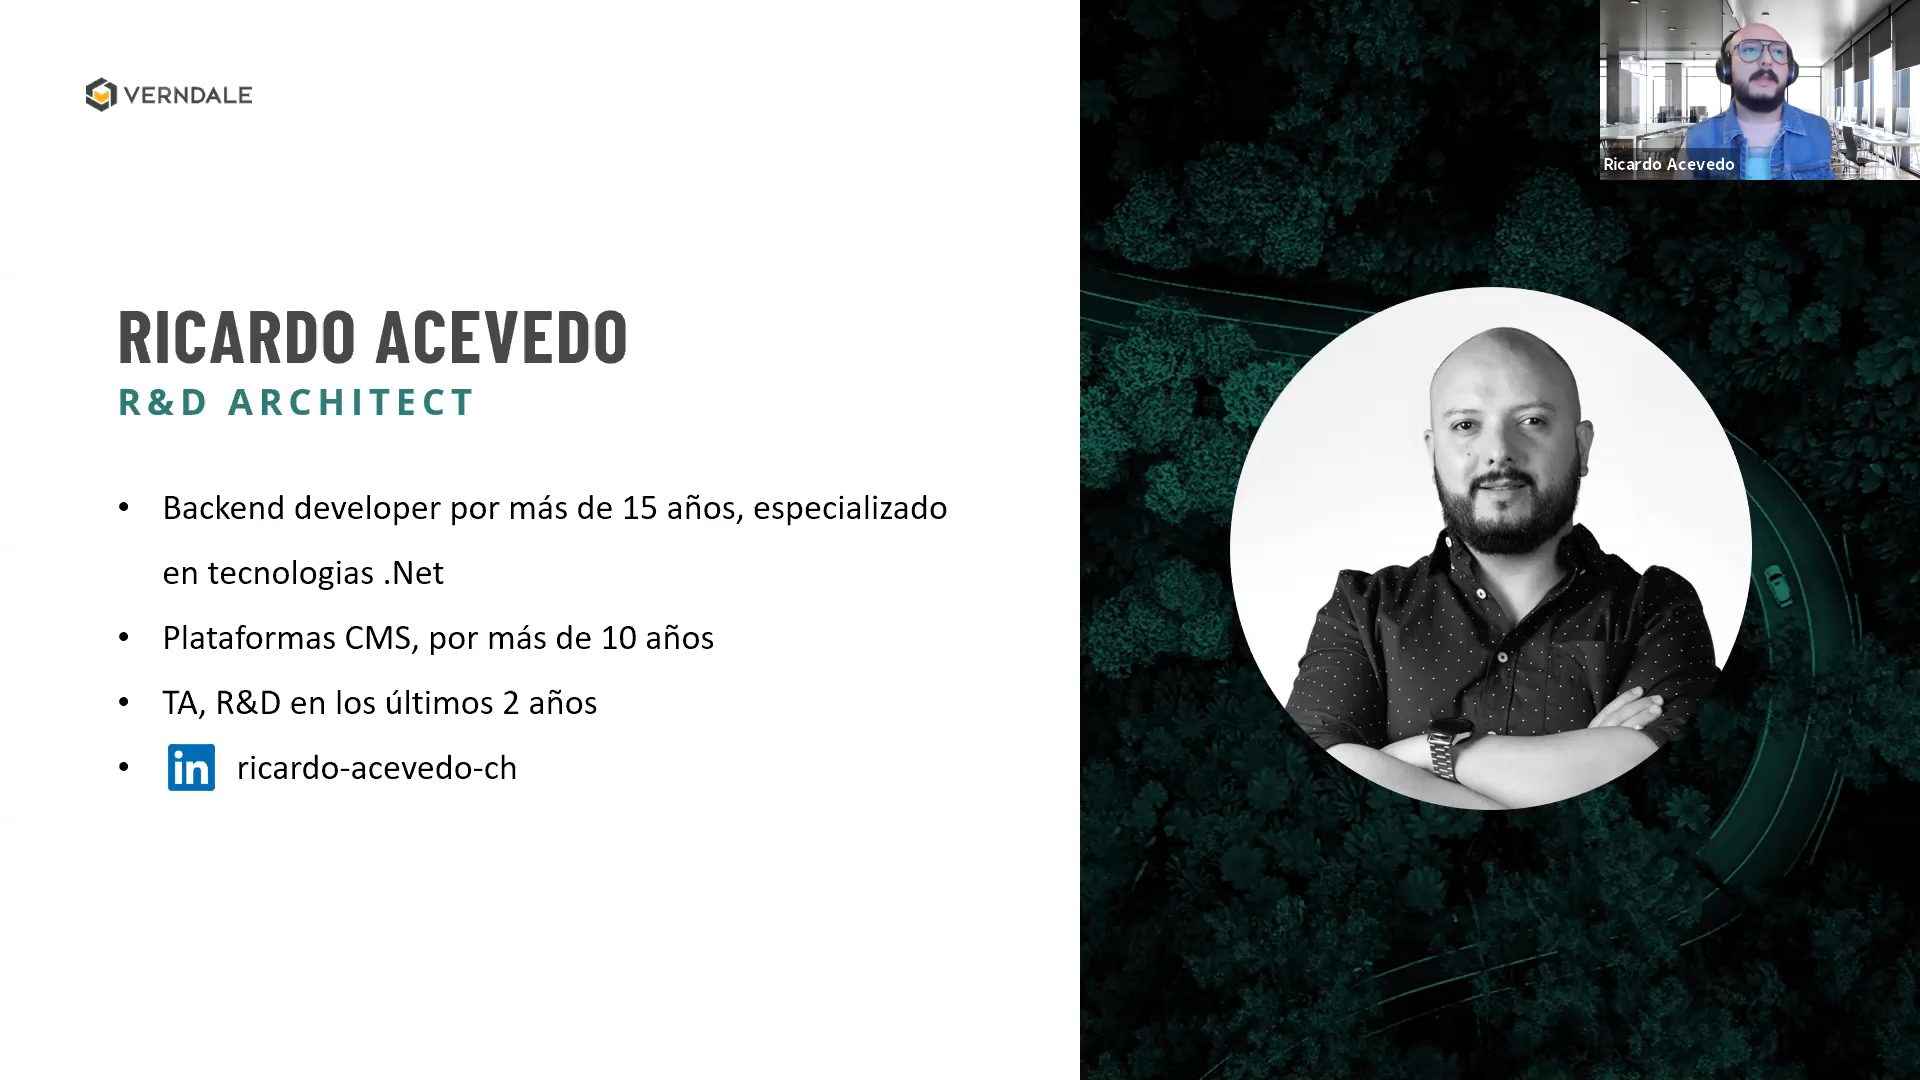 VERNDALE
Ricardo Acevedo
RICARDO ACEVEDO
R&D ARCHITECT
• Backend developer por más de 15 años, especializado
en tecnologias .Net
• Plataformas CMS, por más de 10 años
• TA, R&D en los últimos 2 años
• in ricardo-acevedo-ch